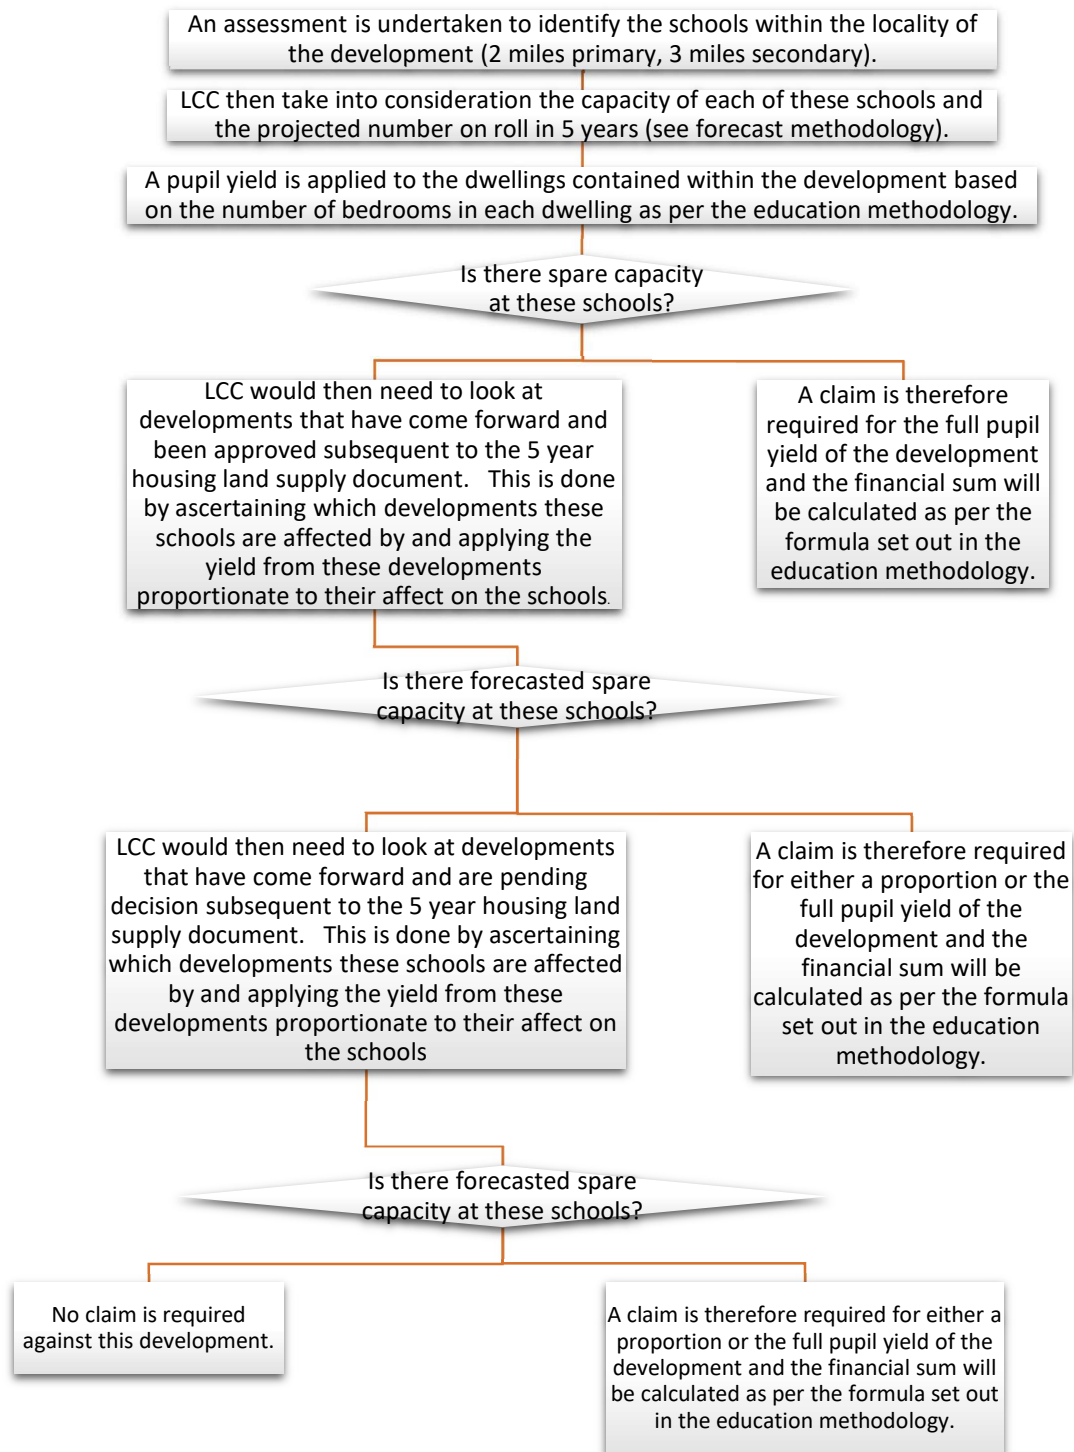 An assessment is undertaken to identify the schools within the locality of
the development (2 miles primary, 3 miles secondary).
LCC then take into consideration the capacity of each of these schools and
the projected number on roll in 5 years (see forecast methodology).
A pupil yield is applied to the dwellings contained within the development based
on the number of bedrooms in each dwelling as per the education methodology.
Is there spare capacity
at these schools?
LCC would then need to look at
developments that have come forward and
been approved subsequent to the 5 year
housing land supply document.   This is done
by ascertaining which developments these
schools are affected by and applying the
yield from these developments
proportionate to their affect on the schools.
A claim is therefore
required for the full pupil
yield of the development
and the financial sum will
be calculated as per the
formula set out in the
education methodology.
Is there forecasted spare
capacity at these schools?
LCC would then need to look at developments
that have come forward and are pending
decision subsequent to the 5 year housing land
supply document.   This is done by ascertaining
which developments these schools are affected
by and applying the yield from these
developments proportionate to their affect on
the schools
A claim is therefore required
for either a proportion or the
full pupil yield of the
development and the
financial sum will be
calculated as per the formula
set out in the education
methodology.
Is there forecasted spare
capacity at these schools?
No claim is required
against this development.
A claim is therefore required for either a
proportion or the full pupil yield of the
development and the financial sum will
be calculated as per the formula set out
in the education methodology.